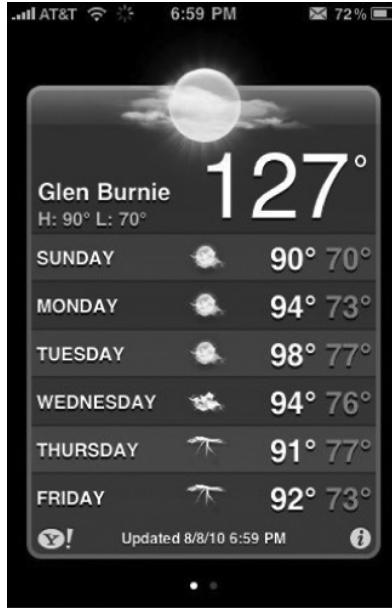 AT&T 6:59 PM 72%
127°
Glen Burnie
H: 90° L: 70°
SUNDAY 90° 70°
MONDAY 94° 73°
TUESDAY 98° 77°
WEDNESDAY 94° 76°
THURSDAY 91° 77°
FRIDAY 92° 73°
Y! Updated 8/8/10 6:59 PM i